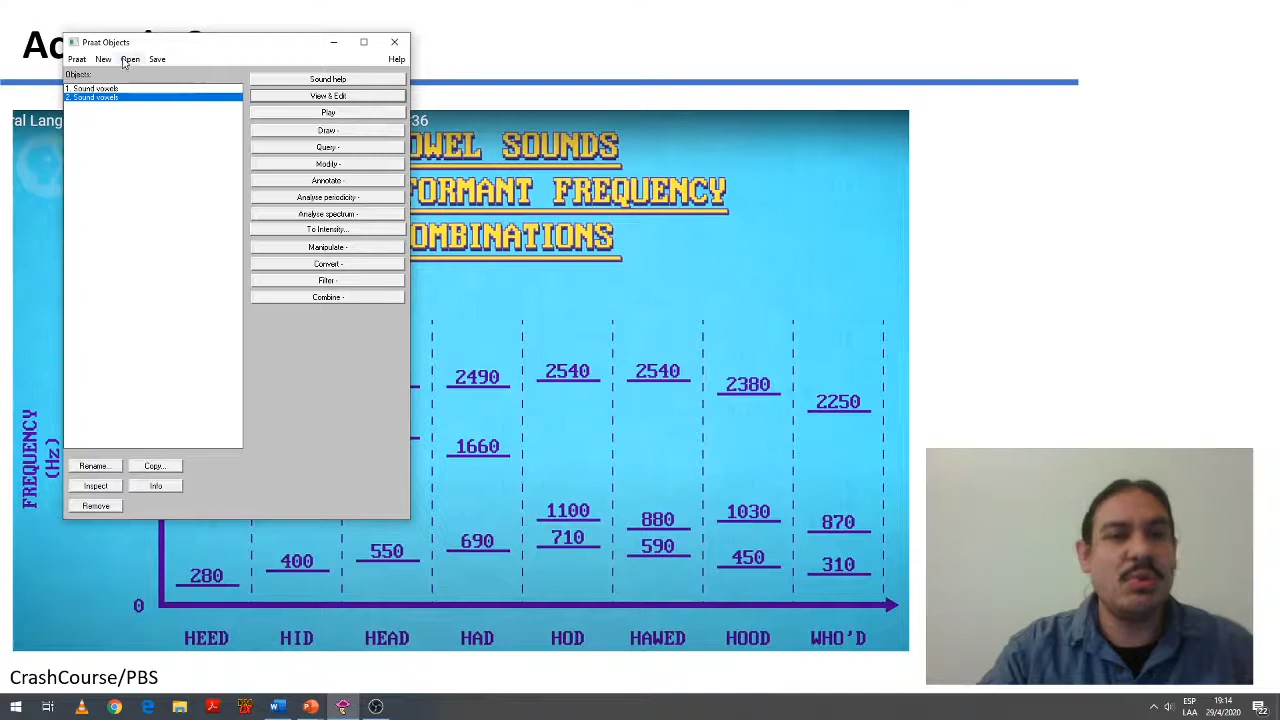 Ac
Praat Objects
Praat New Open Save Help
Objects:
1. Sound vowels
2. Sound vowels
Sound help
View & Edit
Play
Draw -
Query -
Modify -
Annotate -
Analyse periodicity -
Analyse spectrum -
To Intensity...
Manipulate -
Convert -
Filter -
Combine -
Rename... Copy...
Inspect Info
Remove
ral Lang
36
OWEL SOUNDS
FORMANT FREQUENCY
OMBINATIONS
FREQUENCY
(Hz)
2490 2540 2540 2380 2250
1660
1100 880 1030 870
280 400 550 690 710 590 450 310
0
HEED HID HEAD HAD HOD HAWED HOOD WHO'D
CrashCourse/PBS
ESP
LAA
19:14
29/4/2020
22